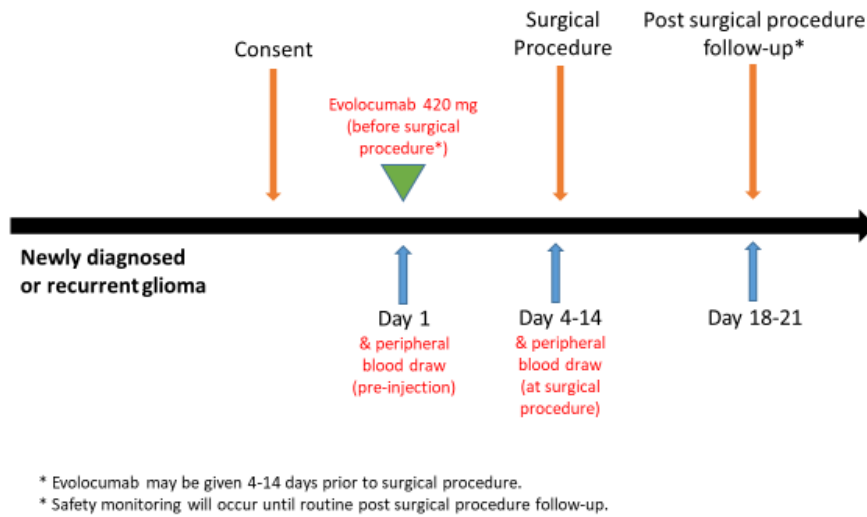 Consent
Evolocumab 420 mg
(before surgical
procedure*)
Surgical
Procedure
Post surgical procedure
follow-up*
Newly diagnosed
or recurrent glioma
Day 1
& peripheral
blood draw
(pre-injection)
Day 4-14
& peripheral
blood draw
(at surgical
procedure)
Day 18-21
* Evolocumab may be given 4-14 days prior to surgical procedure.
* Safety monitoring will occur until routine post surgical procedure follow-up.